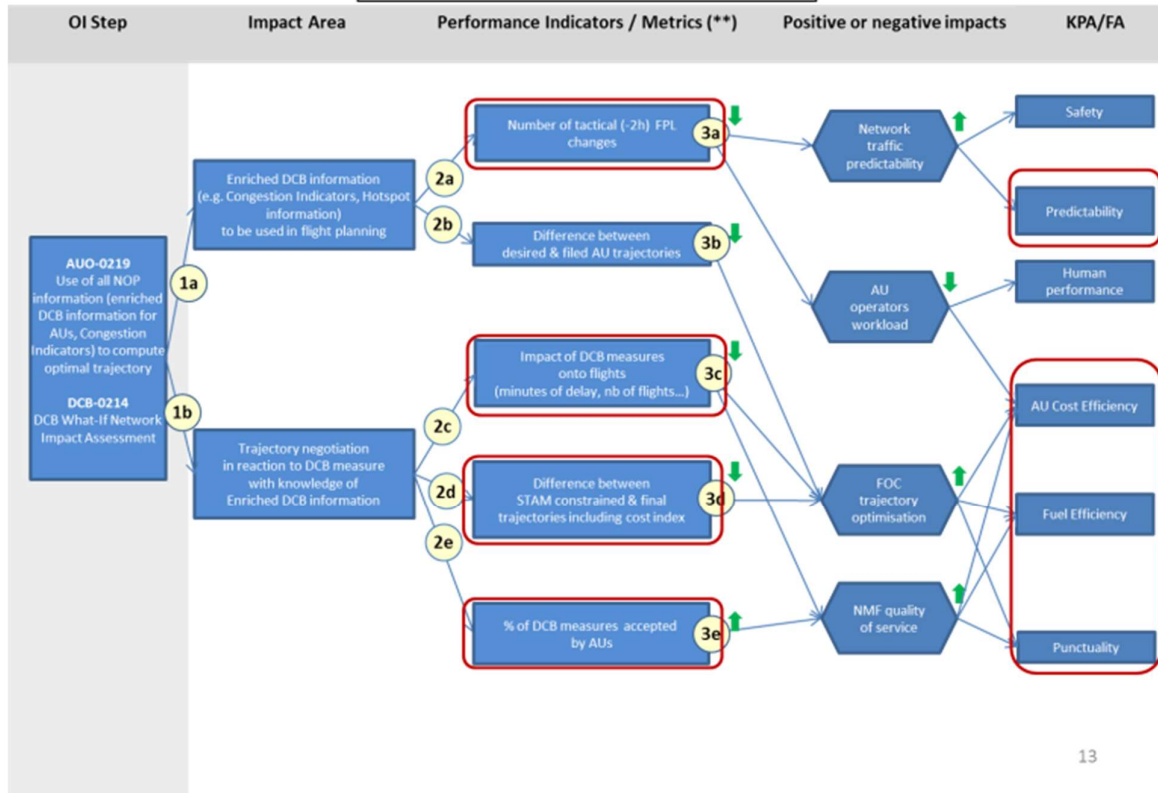 OI Step
Impact Area
Performance Indicators / Metrics (**)
Positive or negative impacts
KPA/FA
AUO-0219
Use of all NOP
information (enriched
DCB information for
AUs, Congestion
Indicators) to compute
optimal trajectory
DCB-0214
DCB What-If Network
Impact Assessment
1a
1b
Enriched DCB information
(e.g. Congestion Indicators, Hotspot
information)
to be used in flight planning
Trajectory negotiation
in reaction to DCB measure
with knowledge of
Enriched DCB information
2a
2b
2c
2d
2e
Number of tactical (-2h) FPL
changes
3a
Difference between
desired & filed AU trajectories
3b
Impact of DCB measures
onto flights
(minutes of delay, nb of flights...)
3c
Difference between
STAM constrained & final
trajectories including cost index
3d
% of DCB measures accepted
by AUs
3e
Network
traffic
predictability
AU
operators
workload
FOC
trajectory
optimisation
NMF quality
of service
Safety
Predictability
Human
performance
AU Cost Efficiency
Fuel Efficiency
Punctuality
13